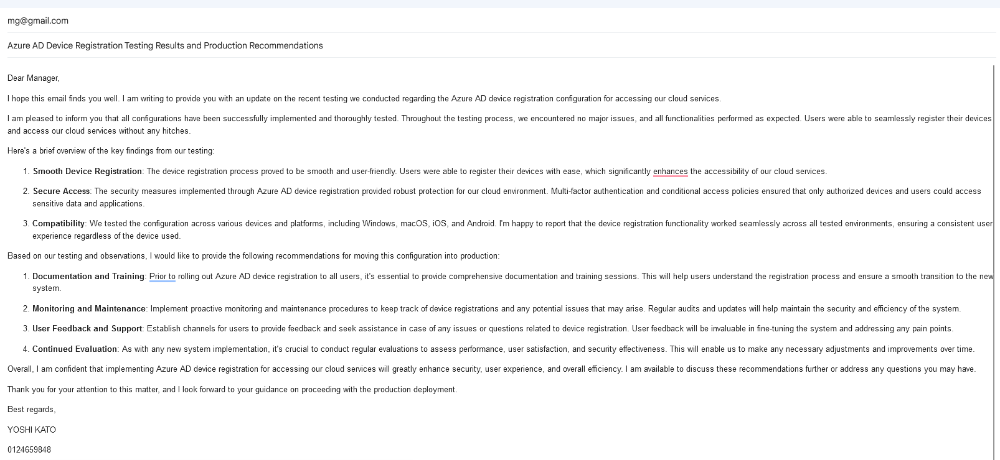 mg@gmail.com
Azure AD Device Registration Testing Results and Production Recommendations
Dear Manager,
I hope this email finds you well. I am writing to provide you with an update on the recent testing we conducted regarding the Azure AD device registration configuration for accessing our cloud services.
I am pleased to inform you that all configurations have been successfully implemented and thoroughly tested. Throughout the testing process, we encountered no major issues, and all functionalities performed as expected. Users were able to seamlessly register their devices
and access our cloud services without any hitches.
Here's a brief overview of the key findings from our testing:
1. Smooth Device Registration: The device registration process proved to be smooth and user-friendly. Users were able to register their devices with ease, which significantly enhances the accessibility of our cloud services.
2. Secure Access: The security measures implemented through Azure AD device registration provided robust protection for our cloud environment. Multi-factor authentication and conditional access policies ensured that only authorized devices and users could access
sensitive data and applications.
3. Compatibility: We tested the configuration across various devices and platforms, including Windows, macOS, iOS, and Android. I'm happy to report that the device registration functionality worked seamlessly across all tested environments, ensuring a consistent user
experience regardless of the device used.
Based on our testing and observations, I would like to provide the following recommendations for moving this configuration into production:
1. Documentation and Training: Prior to rolling out Azure AD device registration to all users, it's essential to provide comprehensive documentation and training sessions. This will help users understand the registration process and ensure a smooth transition to the new
system.
2. Monitoring and Maintenance: Implement proactive monitoring and maintenance procedures to keep track of device registrations and any potential issues that may arise. Regular audits and updates will help maintain the security and efficiency of the system.
3. User Feedback and Support: Establish channels for users to provide feedback and seek assistance in case of any issues or questions related to device registration. User feedback will be invaluable in fine-tuning the system and addressing any pain points.
4. Continued Evaluation: As with any new system implementation, it's crucial to conduct regular evaluations to assess performance, user satisfaction, and security effectiveness. This will enable us to make any necessary adjustments and improvements over time.
Overall, I am confident that implementing Azure AD device registration for accessing our cloud services will greatly enhance security, user experience, and overall efficiency. I am available to discuss these recommendations further or address any questions you may have.
Thank you for your attention to this matter, and I look forward to your guidance on proceeding with the production deployment.
Best regards,
YOSHI KATO
0124659848